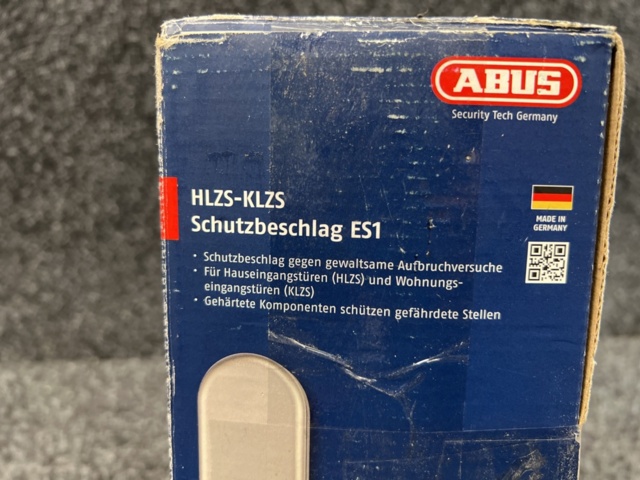 ABUS
Security Tech Germany
HLZS-KLZS
Schutzbeschlag ES1
MADE IN
GERMANY
· Schutzbeschlag gegen gewaltsame Aufbruchversuche
· Für Hauseingangstüren (HLZS) und Wohnungs-
eingangstüren (KLZS)
· Gehärtete Komponenten schützen gefährdete Stellen